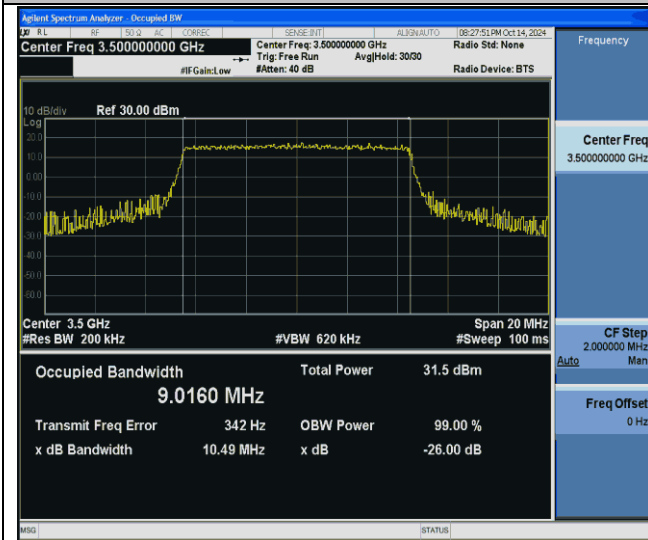 Agilent Spectrum Analyzer - Occupied BW
RL RF 50 Ω AC CORREC SENSE:INT ALIGNAUTO 08:27:51 PM Oct 14, 2024
Center Freq 3.500000000 GHz
Center Freq: 3.500000000 GHz
Radio Std: None
Trig: Free Run Avg|Hold: 30/30
#IFGain:Low #Atten: 40 dB Radio Device: BTS
10 dB/div Ref 30.00 dBm
Log
20.0
10.0
0.00
-10.0
-20.0
-30.0
-40.0
-50.0
-60.0
Center 3.5 GHz Span 20 MHz
#Res BW 200 kHz #VBW 620 kHz #Sweep 100 ms
Occupied Bandwidth Total Power 31.5 dBm
9.0160 MHz
Transmit Freq Error 342 Hz OBW Power 99.00 %
x dB Bandwidth 10.49 MHz x dB -26.00 dB
MSG STATUS
Frequency
Center Freq
3.500000000 GHz
CF Step
2.000000 MHz
Auto Man
Freq Offset
0 Hz